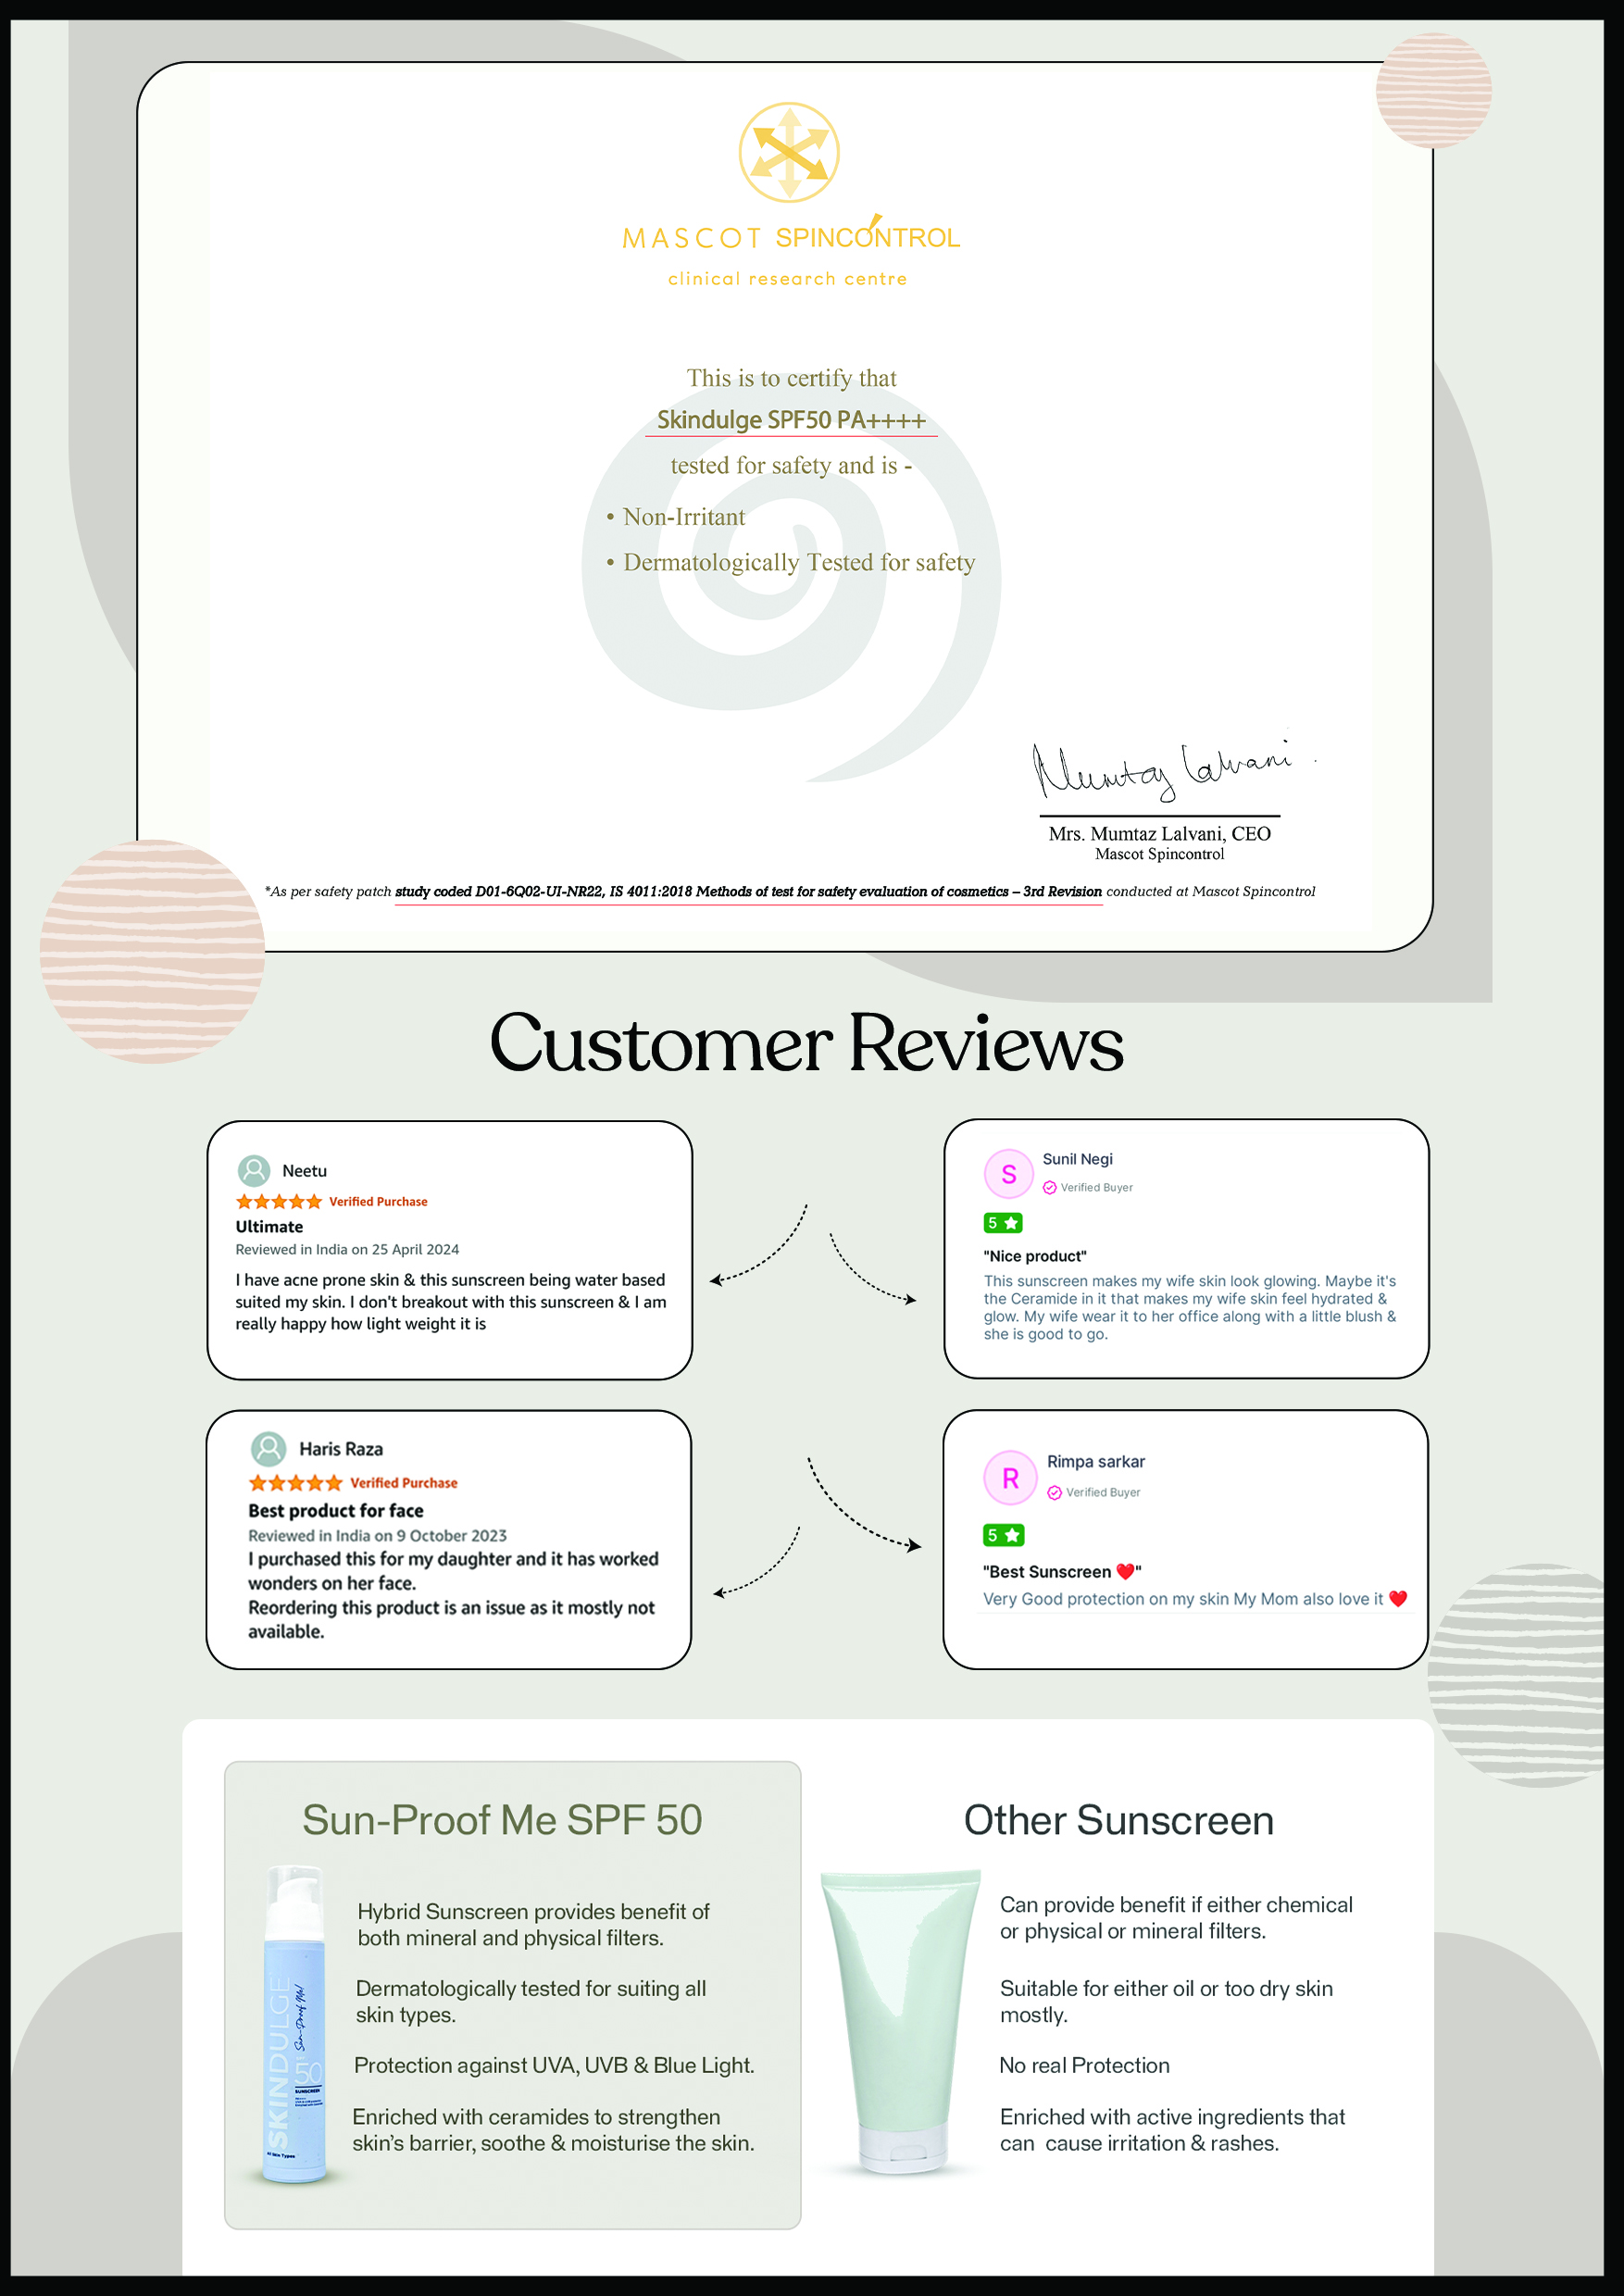 MASCOT SPINCONTROL
clinical research centre
This is to certify that
Skindulge SPF50 PA++++
tested for safety and is -
• Non-Irritant
• Dermatologically Tested for safety
Mumtaz Lalvani
Mrs. Mumtaz Lalvani, CEO
Mascot Spincontrol
*As per safety patch study coded D01-6Q02-UI-NR22, IS 4011:2018 Methods of test for safety evaluation of cosmetics – 3rd Revision conducted at Mascot Spincontrol
Customer Reviews
Neetu
Verified Purchase
Ultimate
Reviewed in India on 25 April 2024
I have acne prone skin & this sunscreen being water based
suited my skin. I don't breakout with this sunscreen & I am
really happy how light weight it is
S
Sunil Negi
Verified Buyer
5
"Nice product"
This sunscreen makes my wife skin look glowing. Maybe it's
the Ceramide in it that makes my wife skin feel hydrated &
glow. My wife wear it to her office along with a little blush &
she is good to go.
Haris Raza
Verified Purchase
Best product for face
Reviewed in India on 9 October 2023
I purchased this for my daughter and it has worked
wonders on her face.
Reordering this product is an issue as it mostly not
available.
R
Rimpa sarkar
Verified Buyer
5
"Best Sunscreen ❤️"
Very Good protection on my skin My Mom also love it ❤️
Sun-Proof Me SPF 50
Hybrid Sunscreen provides benefit of
both mineral and physical filters.
Dermatologically tested for suiting all
skin types.
Protection against UVA, UVB & Blue Light.
Enriched with ceramides to strengthen
skin's barrier, soothe & moisturise the skin.
SKINDULGE
Sun-Proof Me!
50
SUNSCREEN
All Skin Types
Other Sunscreen
Can provide benefit if either chemical
or physical or mineral filters.
Suitable for either oil or too dry skin
mostly.
No real Protection
Enriched with active ingredients that
can  cause irritation & rashes.